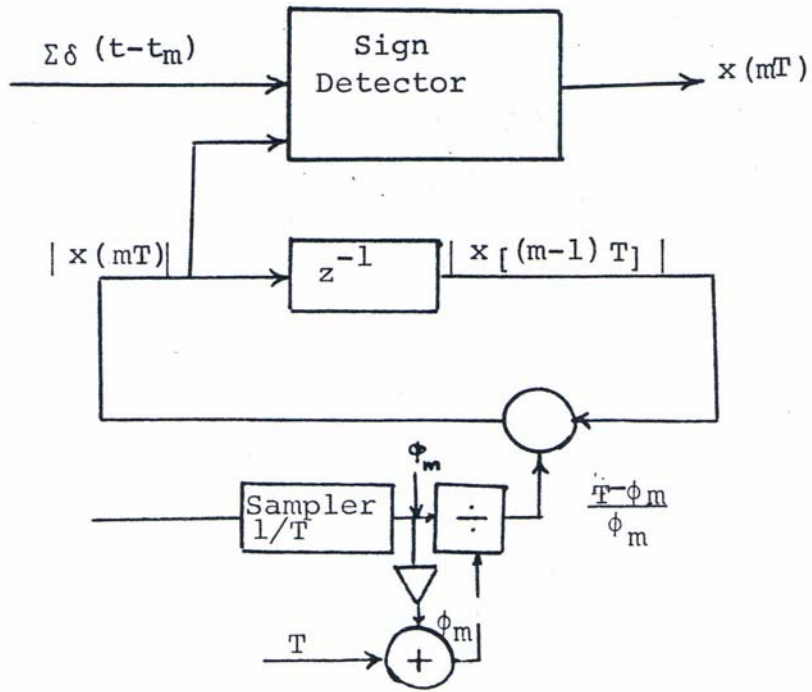 Σδ (t-tm)
Sign
Detector
x(mT)
| x(mT)|
z-1
| x[(m-1)T] |
ϕm
Sampler
1/T
÷
T-ϕm
ϕm
ϕm
T
+